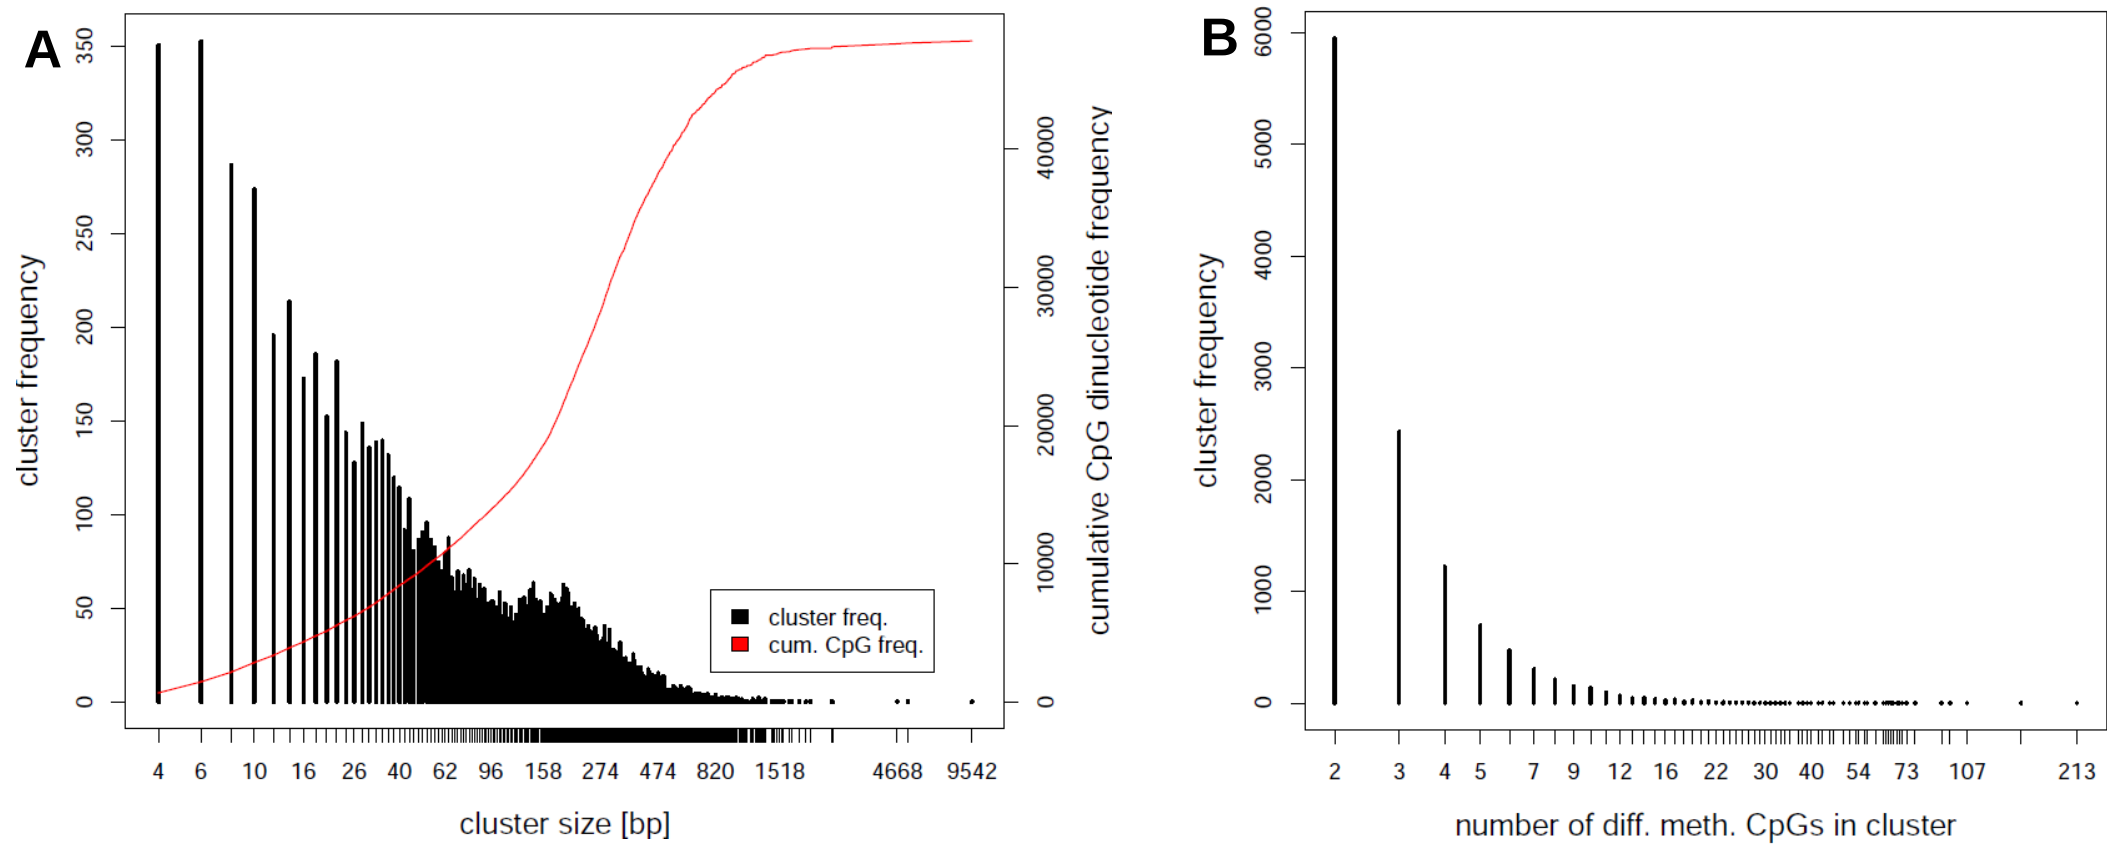 A
cluster frequency
0
50
100
150
200
250
300
350
cumulative CpG dinucleotide frequency
0
10000
20000
30000
40000
cluster freq.
cum. CpG freq.
4 6 10 16 26 40 62 96 158 274 474 820 1518 4668 9542
cluster size [bp]
B
cluster frequency
0
1000
2000
3000
4000
5000
6000
2 3 4 5 7 9 12 16 22 30 40 54 73 107 213
number of diff. meth. CpGs in cluster